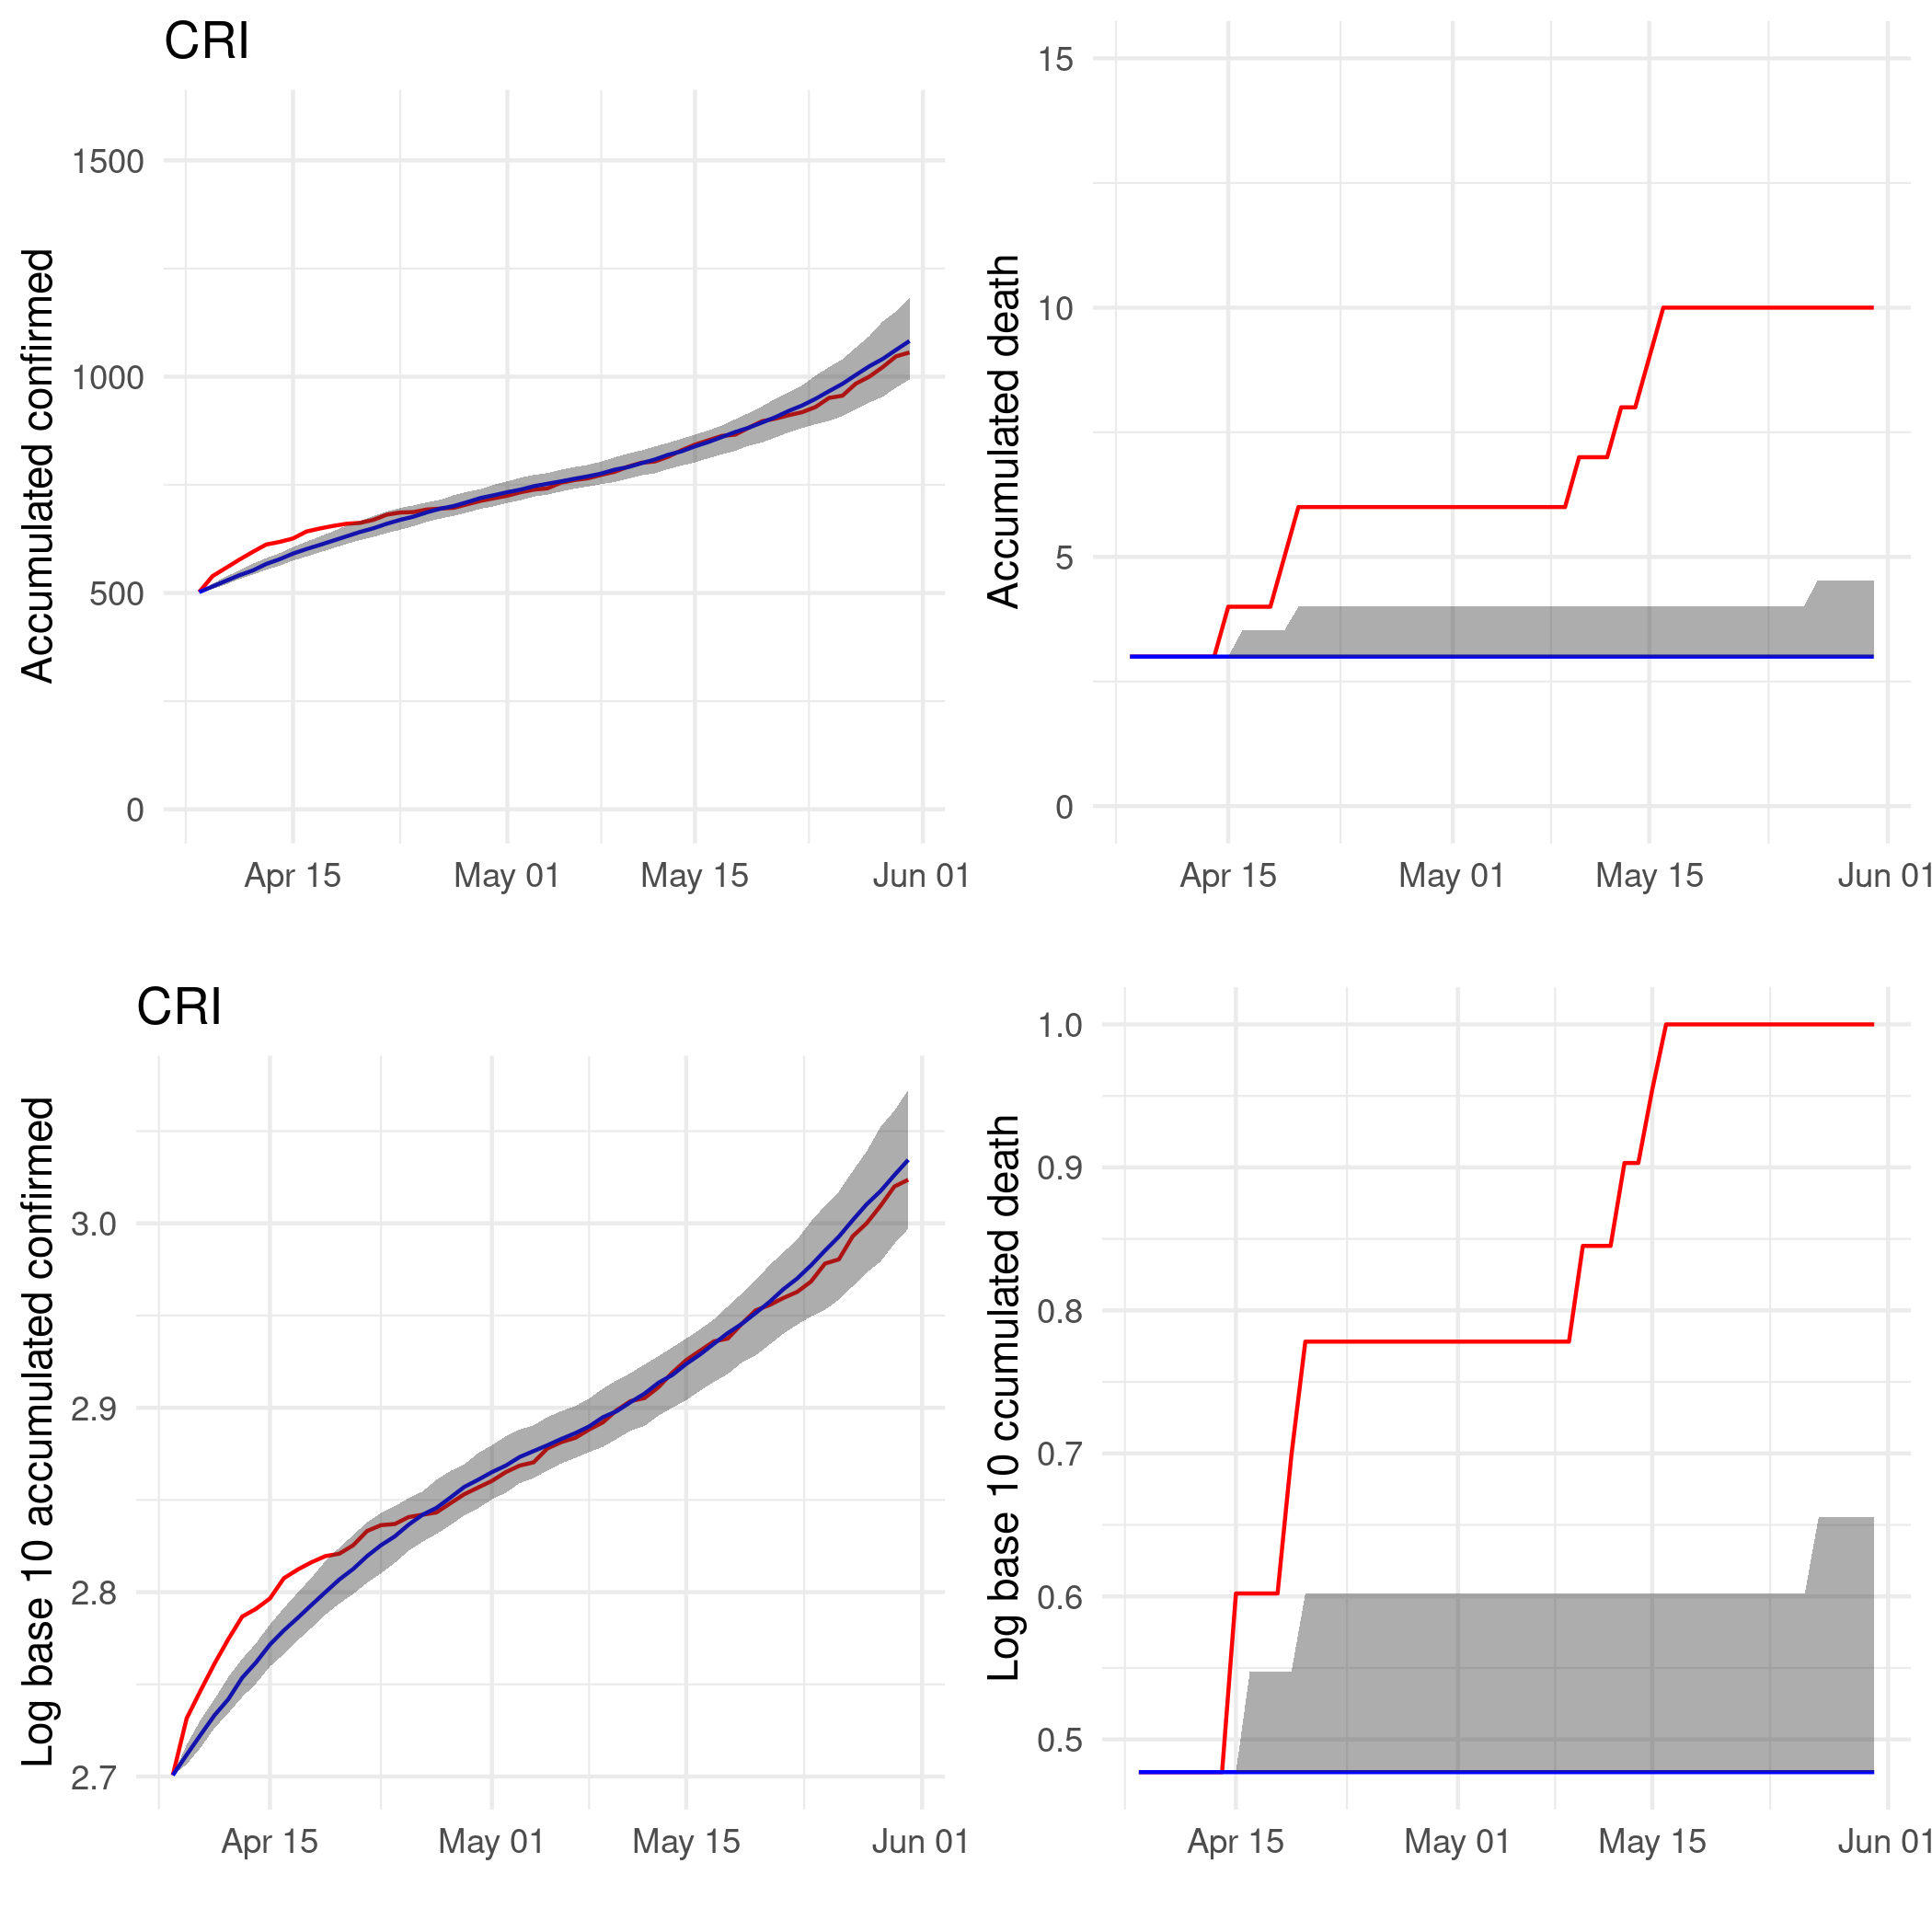 CRI
Accumulated confirmed
1500
1000
500
0
Apr 15
May 01
May 15
Jun 01
Accumulated death
15
10
5
0
Apr 15
May 01
May 15
Jun 01
CRI
Log base 10 accumulated confirmed
3.0
2.9
2.8
2.7
Apr 15
May 01
May 15
Jun 01
Log base 10 ccumulated death
1.0
0.9
0.8
0.7
0.6
0.5
Apr 15
May 01
May 15
Jun 01